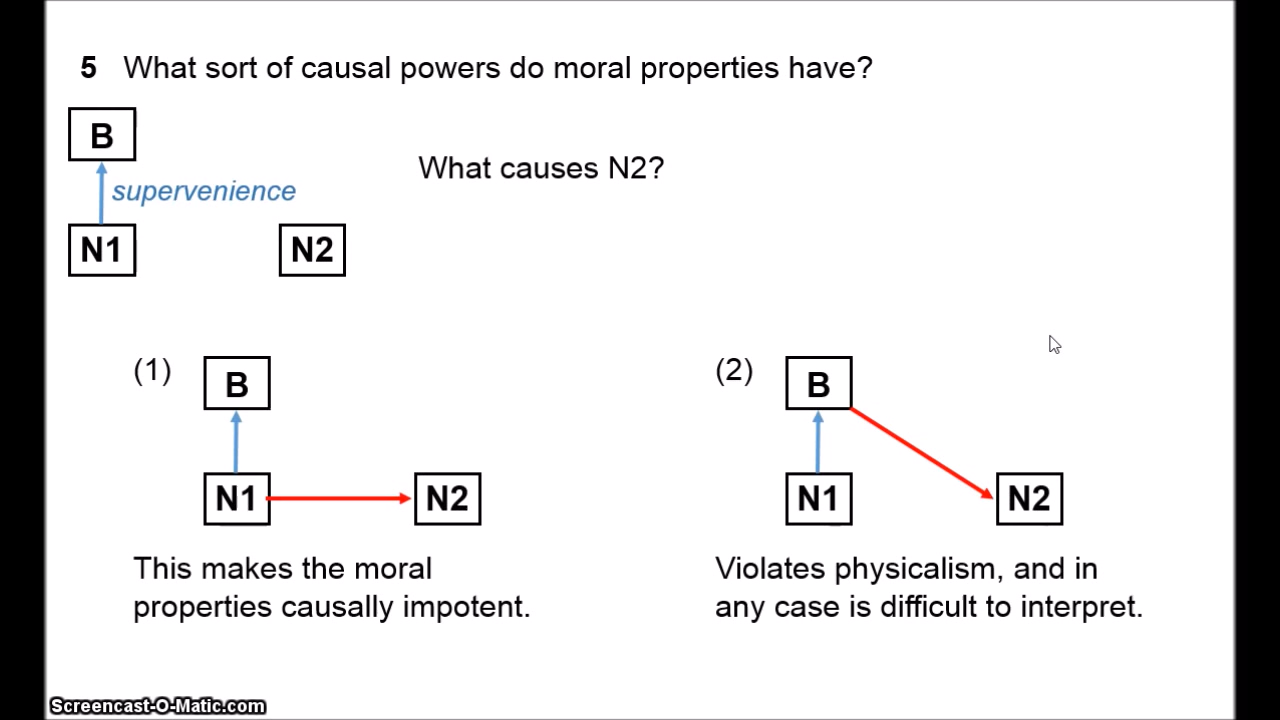 5 What sort of causal powers do moral properties have?
B
What causes N2?
supervenience
N1
N2
(1)
B
N1
N2
This makes the moral
properties causally impotent.
(2)
B
N1
N2
Violates physicalism, and in
any case is difficult to interpret.
Screencast-O-Matic.com